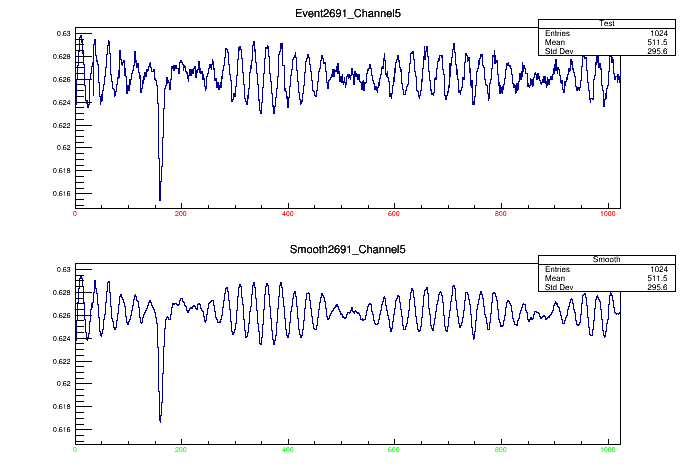 Event2691_Channel5
Test
Entries 1024
Mean 511.5
Std Dev 295.6
0.63
0.628
0.626
0.624
0.622
0.62
0.618
0.616
0 200 400 600 800 1000
Smooth2691_Channel5
Smooth
Entries 1024
Mean 511.5
Std Dev 295.6
0.63
0.628
0.626
0.624
0.622
0.62
0.618
0.616
0 200 400 600 800 1000